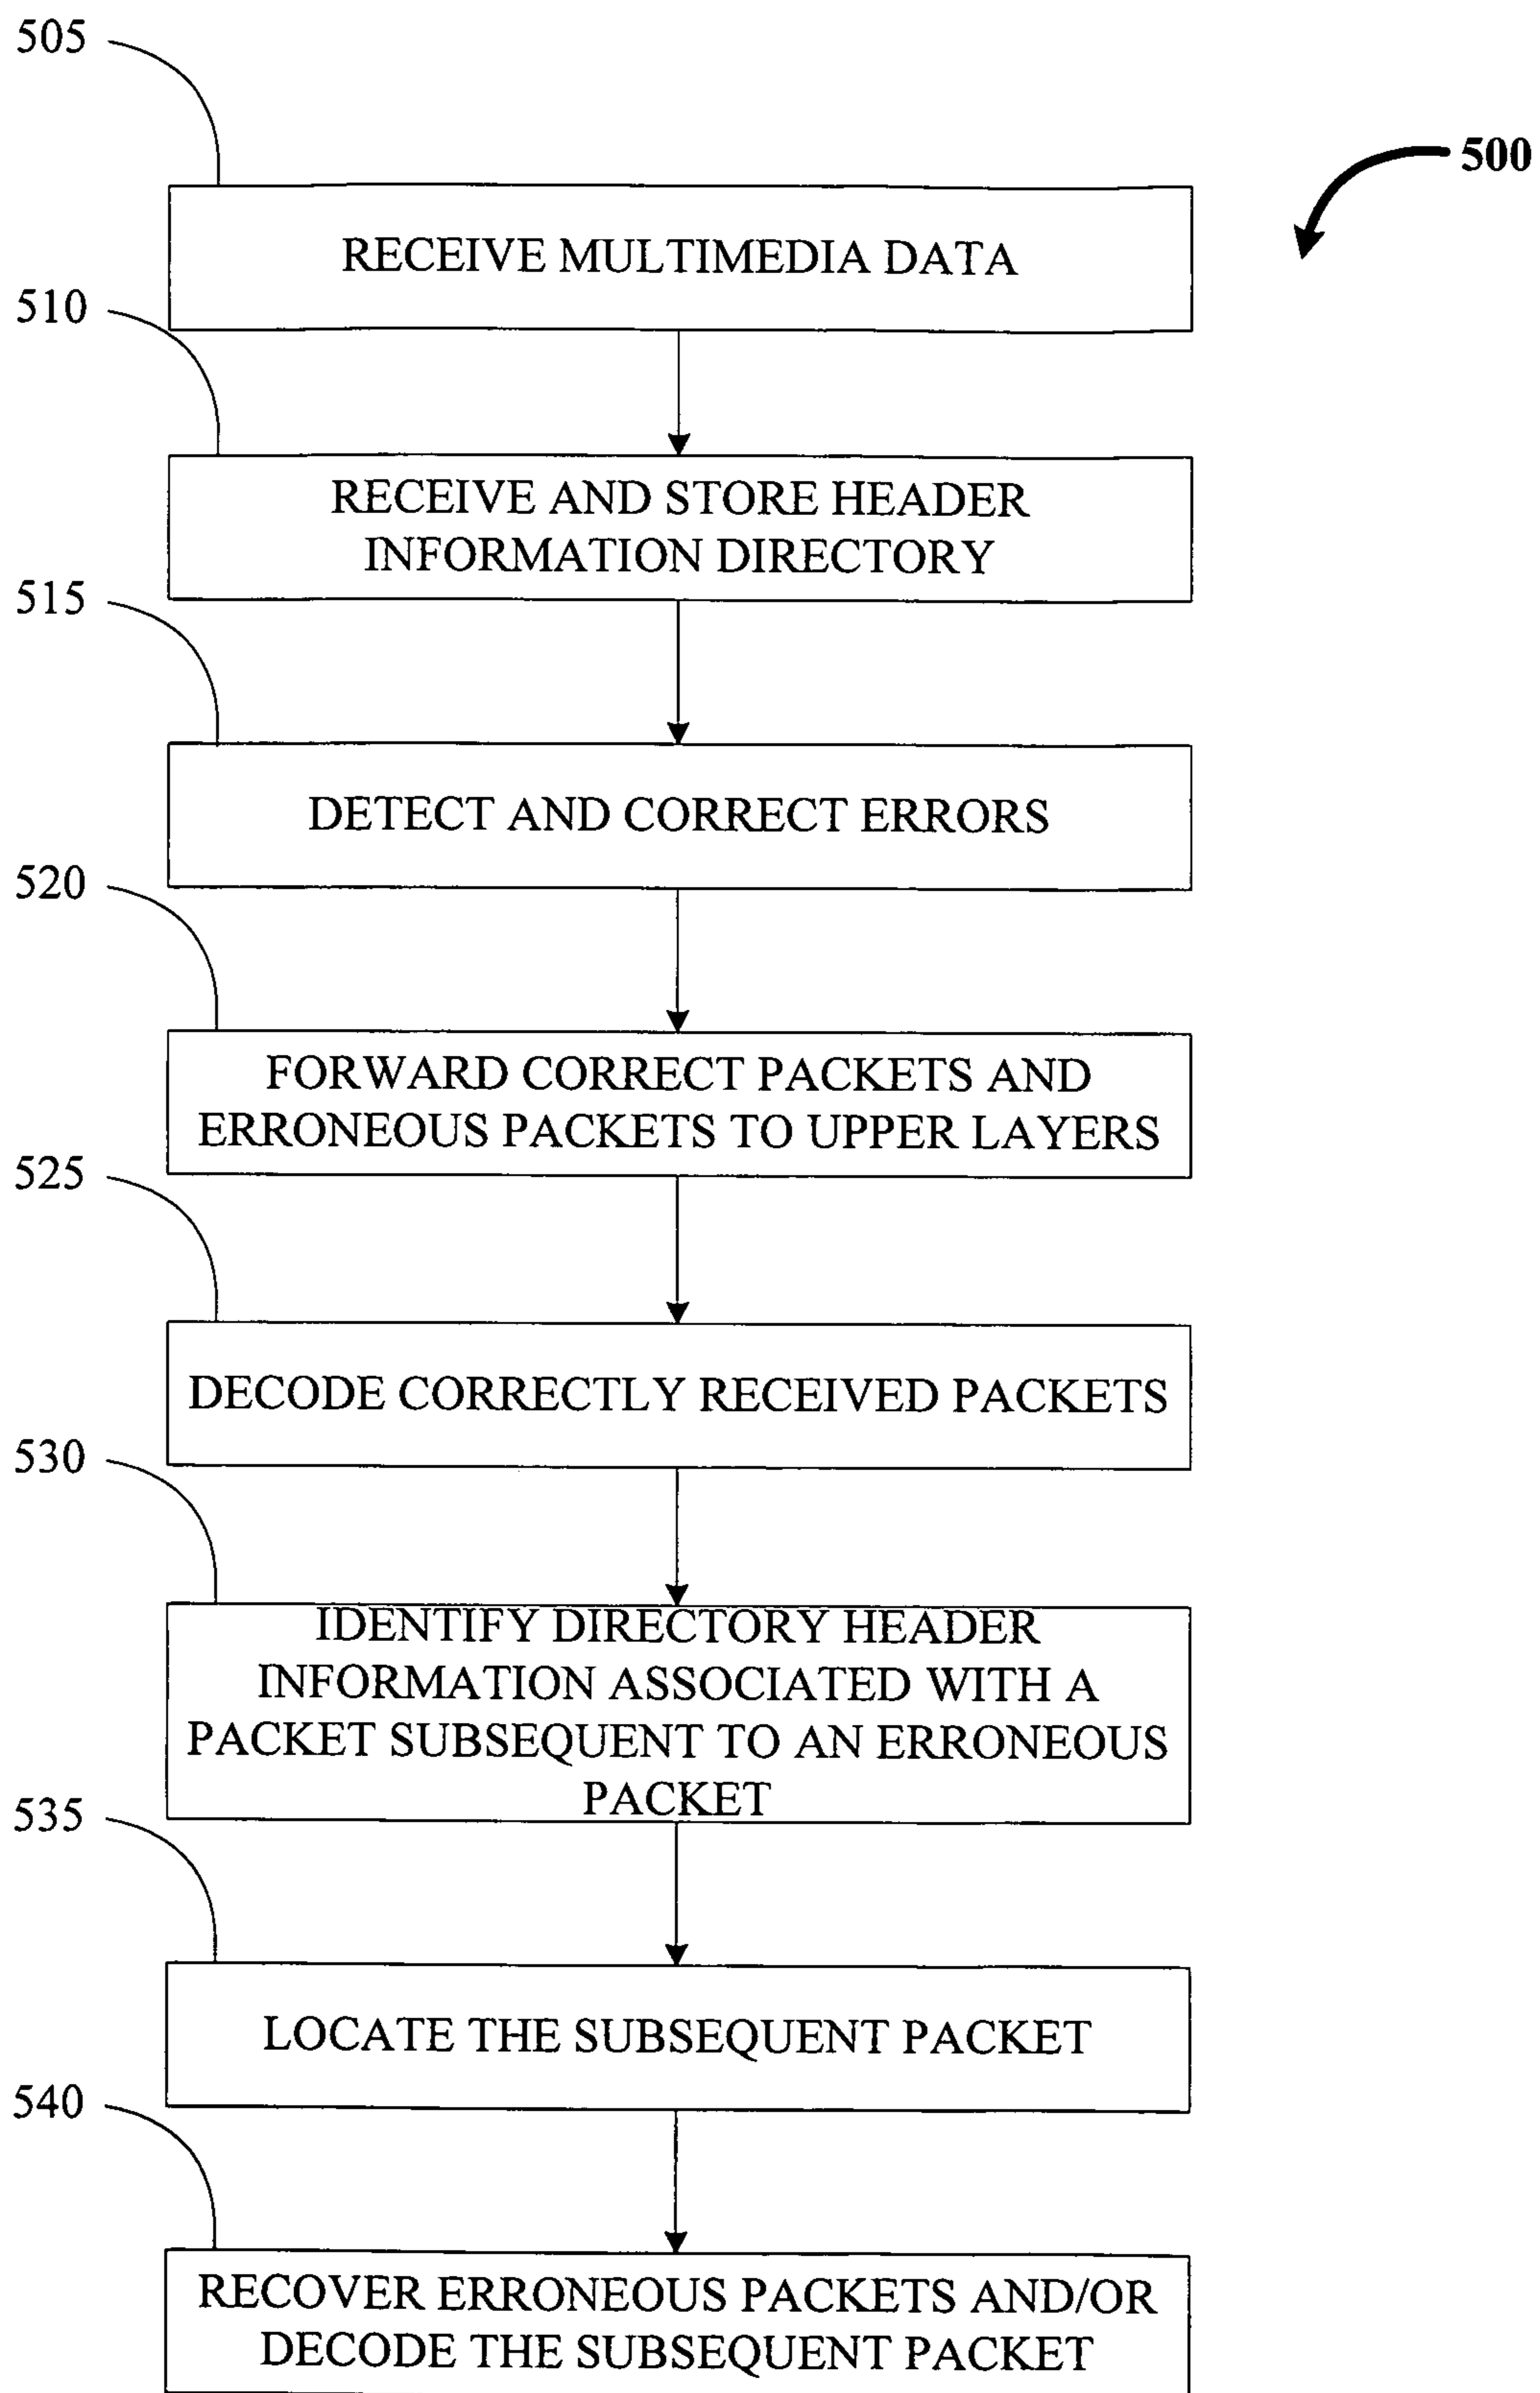 505
500
RECEIVE MULTIMEDIA DATA
510
RECEIVE AND STORE HEADER
INFORMATION DIRECTORY
515
DETECT AND CORRECT ERRORS
520
FORWARD CORRECT PACKETS AND
ERRONEOUS PACKETS TO UPPER LAYERS
525
DECODE CORRECTLY RECEIVED PACKETS
530
IDENTIFY DIRECTORY HEADER
INFORMATION ASSOCIATED WITH A
PACKET SUBSEQUENT TO AN ERRONEOUS
PACKET
535
LOCATE THE SUBSEQUENT PACKET
540
RECOVER ERRONEOUS PACKETS AND/OR
DECODE THE SUBSEQUENT PACKET